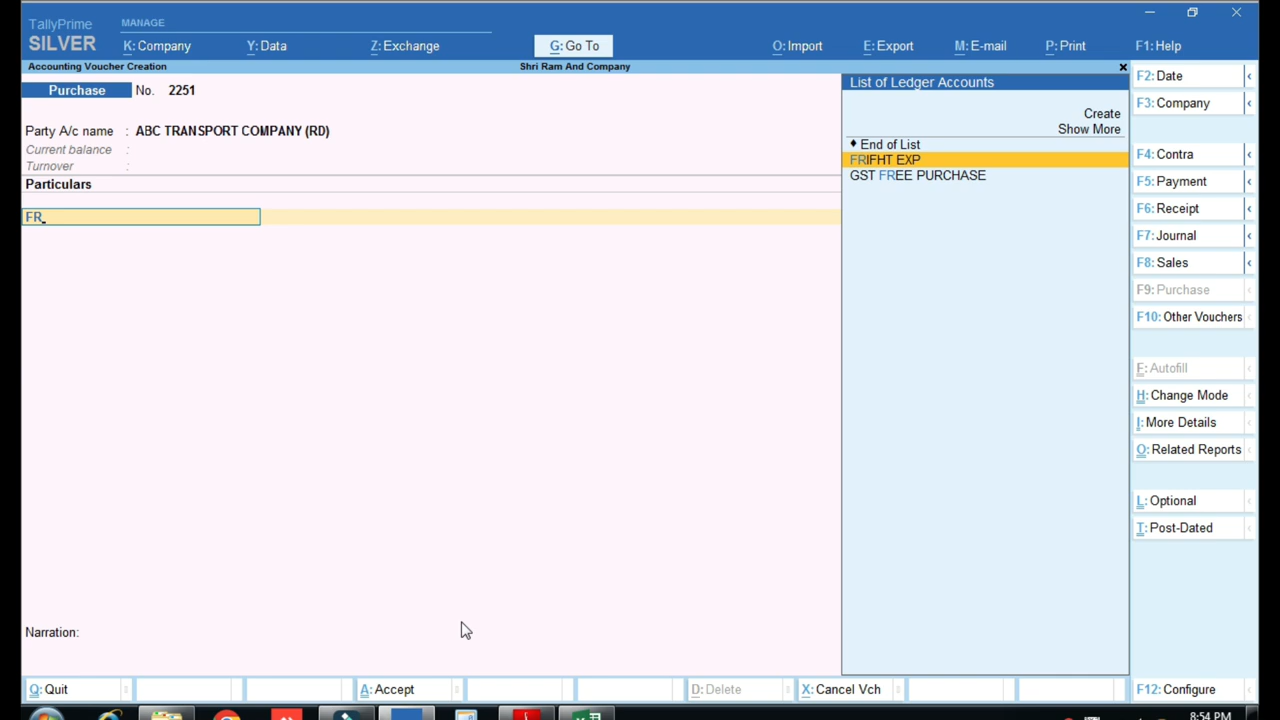 TallyPrime
MANAGE
SILVER
K: Company
Y: Data
Z: Exchange
G: Go To
O: Import
E: Export
M: E-mail
P: Print
F1: Help
Accounting Voucher Creation
Shri Ram And Company
Purchase No. 2251
Party A/c name : ABC TRANSPORT COMPANY (RD)
Current balance :
Turnover :
Particulars
FR
List of Ledger Accounts
Create
Show More
♦ End of List
FRIFHT EXP
GST FREE PURCHASE
F2: Date
F3: Company
F4: Contra
F5: Payment
F6: Receipt
F7: Journal
F8: Sales
F9: Purchase
F10: Other Vouchers
F: Autofill
H: Change Mode
I: More Details
O: Related Reports
L: Optional
T: Post-Dated
Narration:
Q: Quit
A: Accept
D: Delete
X: Cancel Vch
F12: Configure
8:54 PM